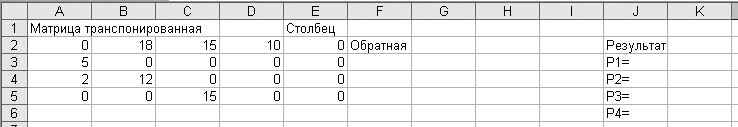 A B C D E F G H I J K
1 Матрица транспонированная Столбец
2 0 18 15 10 0 Обратная Результат
3 5 0 0 0 0 P1=
4 2 12 0 0 0 P2=
5 0 0 15 0 0 P3=
6 P4=